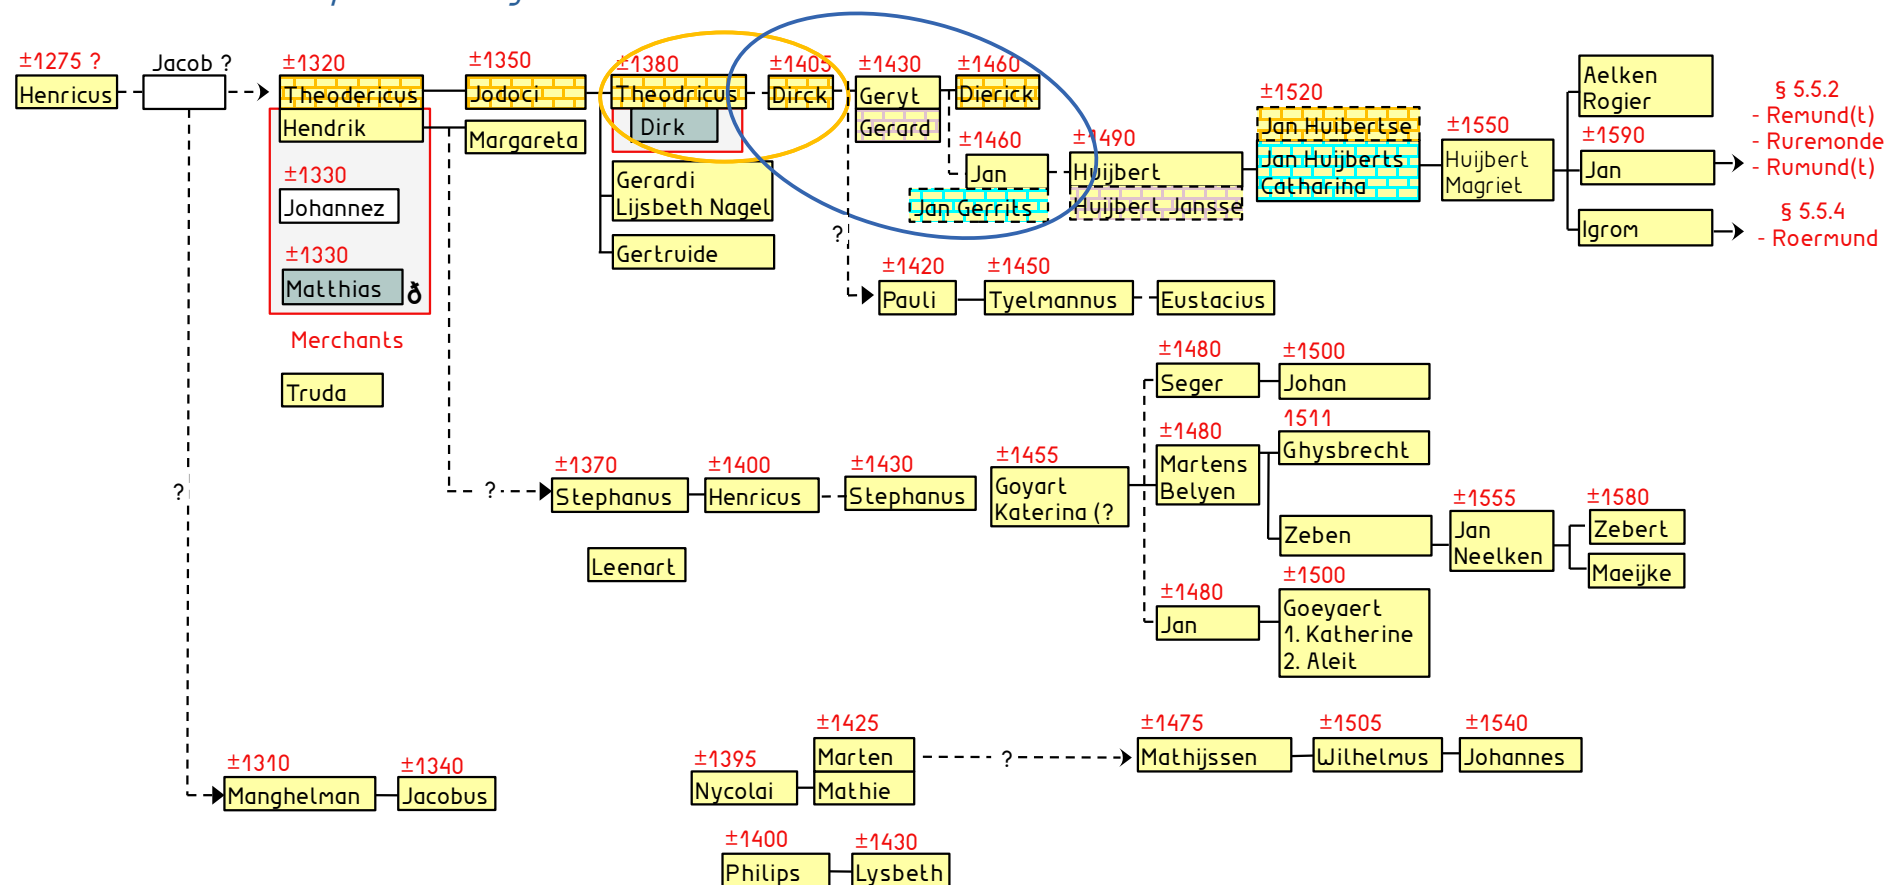 ±1275 ?
Henricus
Jacob ?
±1320
Theodericus
Hendrik
±1330
Johannez
±1330
Matthias
Merchants
Truda
±1350
Jodoci
Margareta
±1380
Theodricus
Dirk
Gerardi
Lijsbeth Nagel
Gertruide
±1405
Dirck
±1430
Geryt
Gerard
±1460
Dierick
±1460
Jan
Jan Gerrits
±1490
Huijbert
Huijbert Jansse
±1520
Jan Huibertse
Jan Huijberts
Catharina
±1550
Huijbert
Magriet
Aelken
Rogier
±1590
Jan
Igrom
§ 5.5.2
- Remund(t)
- Ruremonde
- Rumund(t)
§ 5.5.4
- Roermund
?
±1420
Pauli
±1450
Tyelmannus
Eustacius
?
±1370
Stephanus
±1400
Henricus
±1430
Stephanus
Leenart
±1455
Goyart
Katerina (?
±1480
Seger
±1500
Johan
±1480
Martens
Belyen
1511
Ghysbrecht
Zeben
±1555
Jan
Neelken
±1580
Zebert
Maeijke
±1480
Jan
±1500
Goeyaert
1. Katherine
2. Aleit
?
±1310
Manghelman
±1340
Jacobus
±1395
Nycolai
±1425
Marten
Mathie
?
±1475
Mathijssen
±1505
Wilhelmus
±1540
Johannes
±1400
Philips
±1430
Lysbeth